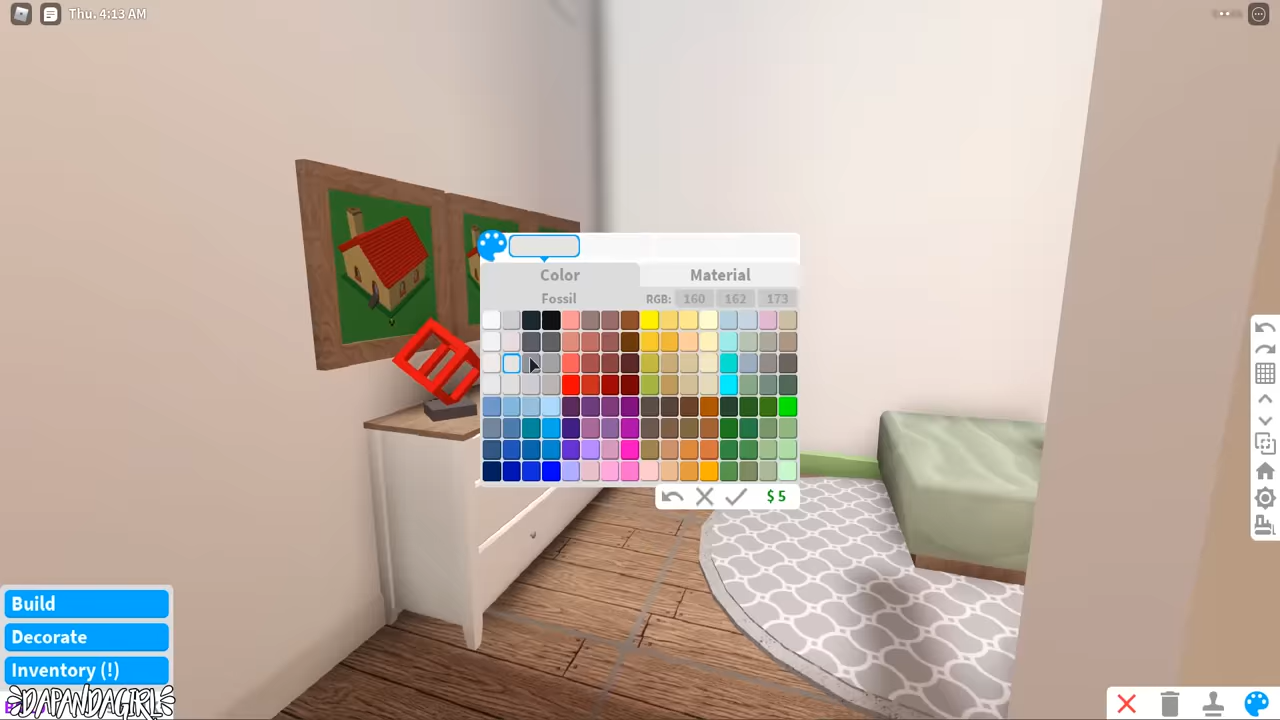 Thu. 4:13 AM
Color
Material
Fossil
RGB: 160 162 173
$ 5
Build
Decorate
Inventory (!)
DAPANDAGIRL